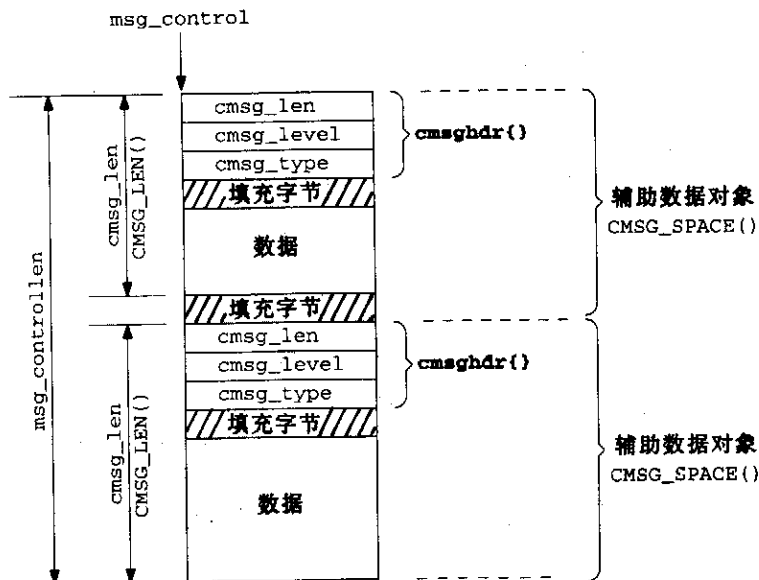 msg_control
cmsg_len
cmsg_level
cmsg_type
填充字节
数据
填充字节
cmsg_len
cmsg_level
cmsg_type
填充字节
数据
cmsghdr{}
cmsghdr{}
辅助数据对象
CMSG_SPACE()
辅助数据对象
CMSG_SPACE()
cmsg_len
CMSG_LEN()
cmsg_len
CMSG_LEN()
msg_controllen